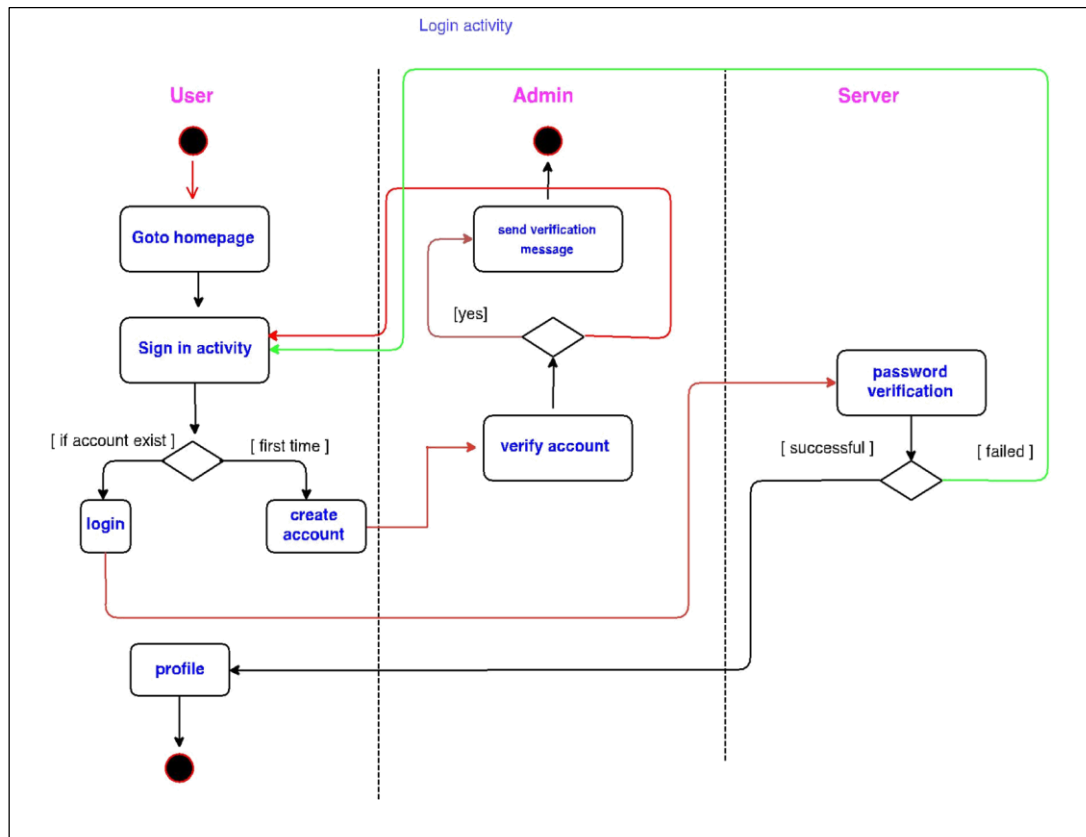 Login activity
User
Admin
Server
Goto homepage
send verification
message
[yes]
Sign in activity
password
verification
[ if account exist ]
[ first time ]
verify account
[ successful ]
[ failed ]
login
create
account
profile